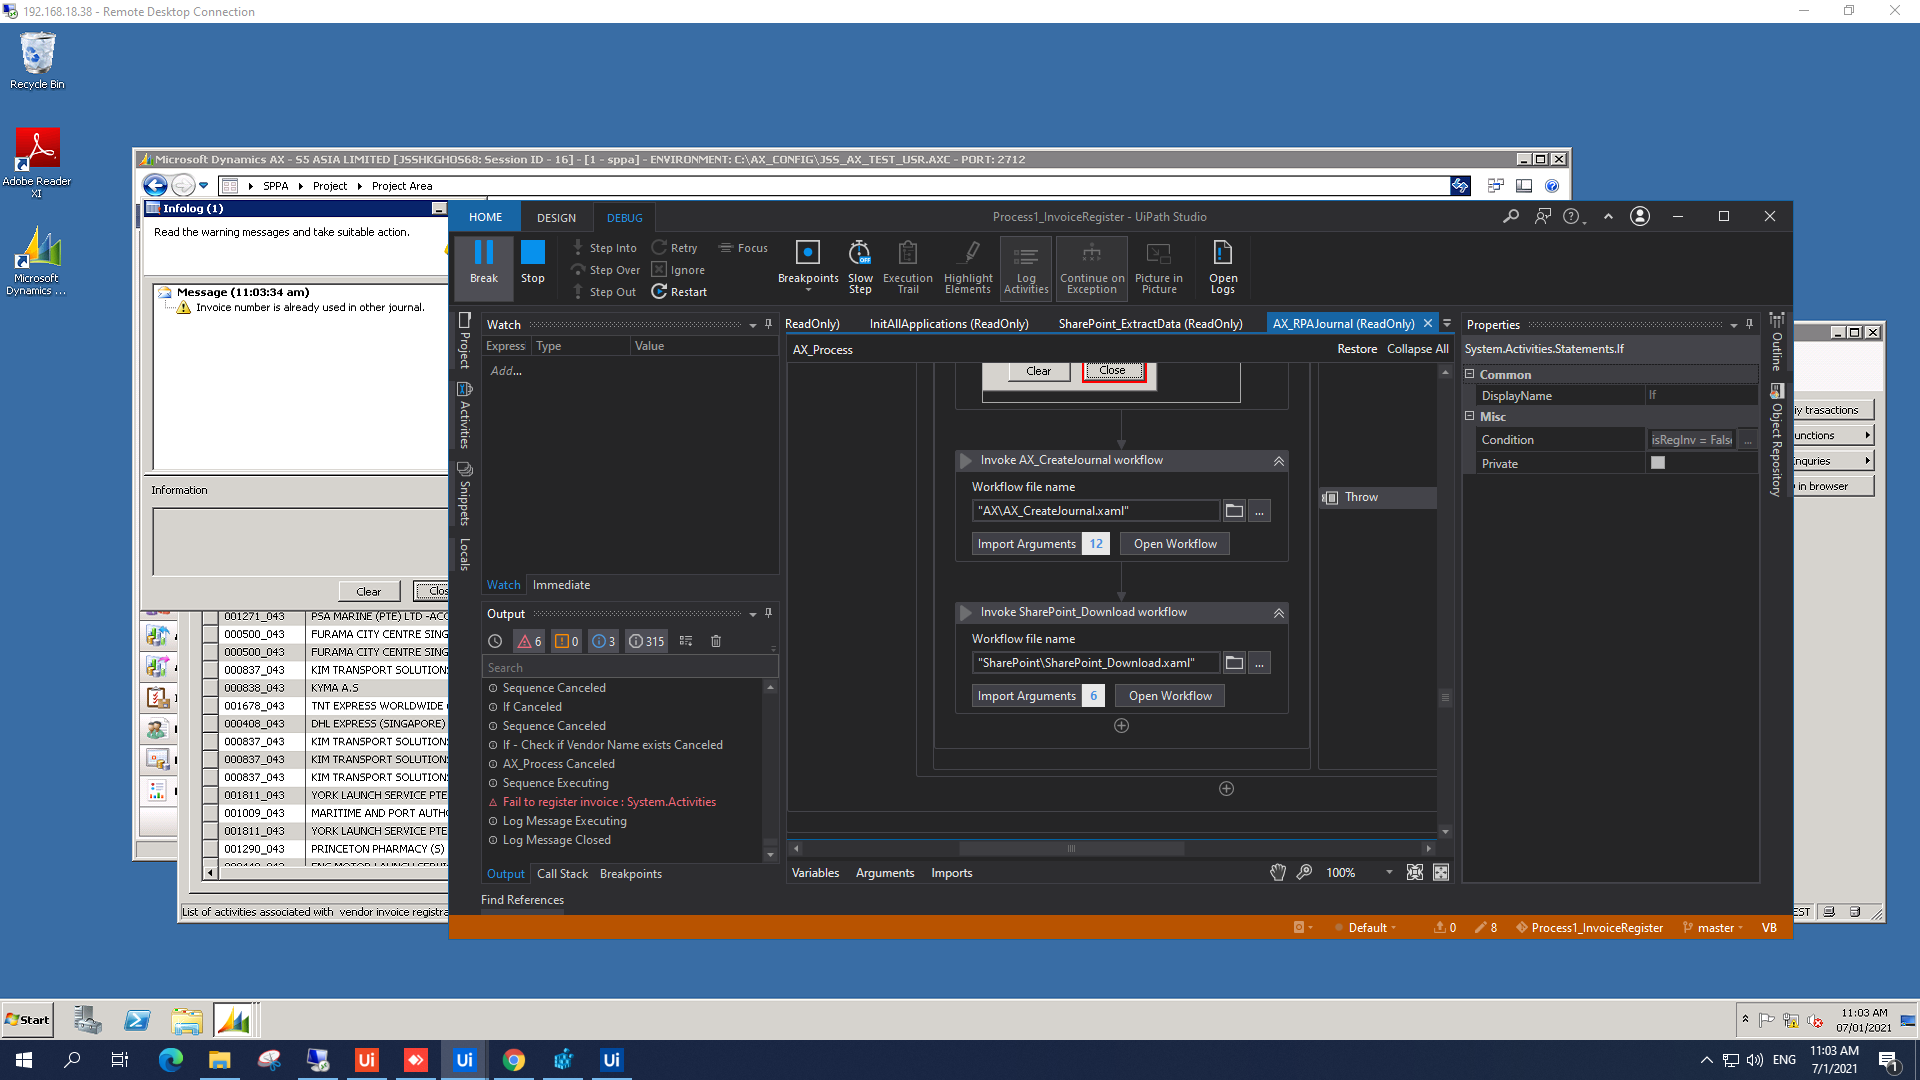 192.168.18.38 - Remote Desktop Connection
Recycle Bin
Adobe Reader
XI
Microsoft
Dynamics ...
Microsoft Dynamics AX - S5 ASIA LIMITED [JSSHKGHOS68: Session ID - 16] - [1 - sppa] - ENVIRONMENT: C:\AX_CONFIG\JSS_AX_TEST_USR.AXC - PORT: 2712
SPPA Project Project Area
Infolog (1)
Read the warning messages and take suitable action.
Message (11:03:34 am)
Invoice number is already used in other journal.
Information
Clear
Clos
001271_043 PSA MARINE (PTE) LTD -ACC
000500_043 FURAMA CITY CENTRE SING
000500_043 FURAMA CITY CENTRE SING
000837_043 KIM TRANSPORT SOLUTIONS
000838_043 KYMA A.S
001678_043 TNT EXPRESS WORLDWIDE
000408_043 DHL EXPRESS (SINGAPORE)
000837_043 KIM TRANSPORT SOLUTIONS
000837_043 KIM TRANSPORT SOLUTIONS
000837_043 KIM TRANSPORT SOLUTIONS
001811_043 YORK LAUNCH SERVICE PTE
001009_043 MARITIME AND PORT AUTHO
001811_043 YORK LAUNCH SERVICE PTE
001290_043 PRINCETON PHARMACY (S)
List of activities associated with vendor invoice registra
HOME DESIGN DEBUG
Process1_InvoiceRegister - UiPath Studio
Break
Stop
Step Into
Step Over
Step Out
Retry
Ignore
Restart
Focus
Breakpoints
Slow
Step
Execution
Trail
Highlight
Elements
Log
Activities
Continue on
Exception
Picture in
Picture
Open
Logs
Project
Activities
Snippets
Locals
Watch
Express Type Value
Add...
Watch Immediate
Output
6 0 3 315
Search
Sequence Canceled
If Canceled
Sequence Canceled
If - Check if Vendor Name exists Canceled
AX_Process Canceled
Sequence Executing
Fail to register invoice : System.Activities
Log Message Executing
Log Message Closed
Output Call Stack Breakpoints
Find References
ReadOnly) InitAllApplications (ReadOnly) SharePoint_ExtractData (ReadOnly) AX_RPAJournal (ReadOnly)
AX_Process Restore Collapse All
Clear Close
Invoke AX_CreateJournal workflow
Workflow file name
"AX\AX_CreateJournal.xaml" ...
Import Arguments 12 Open Workflow
Throw
Invoke SharePoint_Download workflow
Workflow file name
"SharePoint\SharePoint_Download.xaml" ...
Import Arguments 6 Open Workflow
Variables Arguments Imports 100%
Properties
System.Activities.Statements.If
Common
DisplayName If
Misc
Condition isRegInv = Fals ...
Private
Outline
Object Repository
iy trasactions
unctions
nquries
in browser
EST
0 8 Default Process1_InvoiceRegister master VB
Start
11:03 AM
07/01/2021
Ui Ui Ui
ENG
11:03 AM
7/1/2021
1